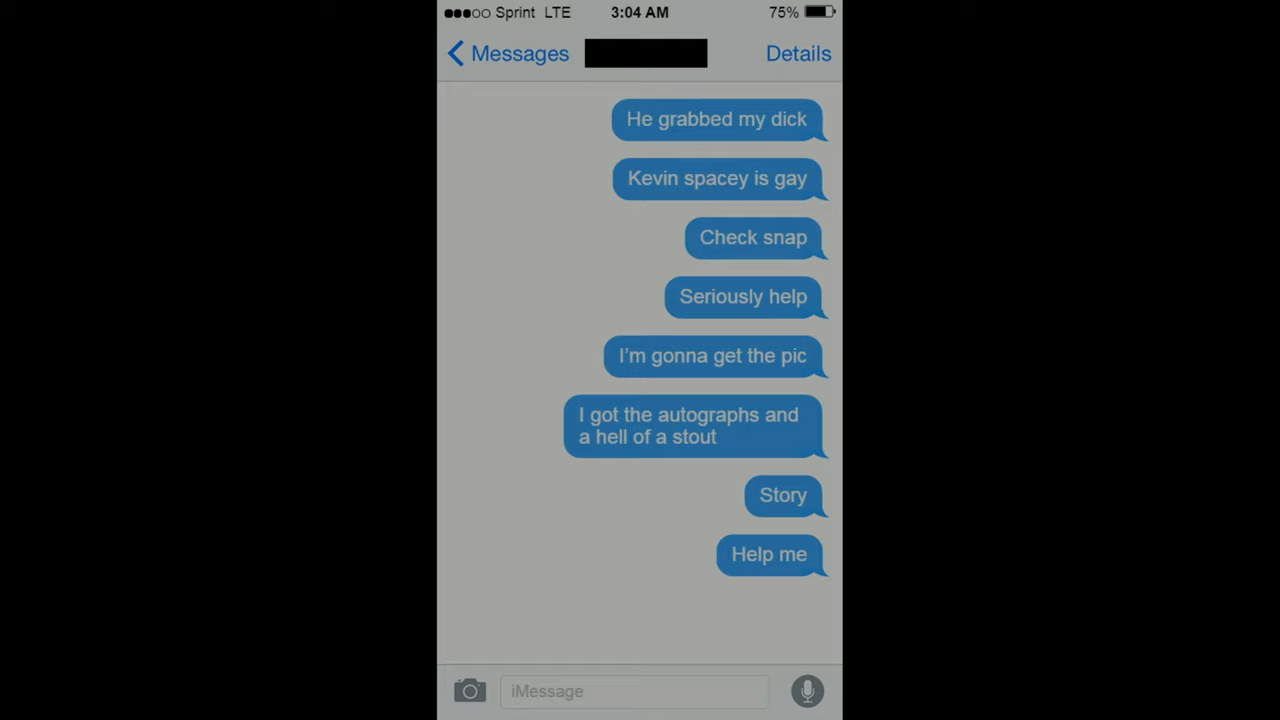 Sprint LTE 3:04 AM 75%
Messages Details
He grabbed my dick
Kevin spacey is gay
Check snap
Seriously help
I'm gonna get the pic
I got the autographs and
a hell of a stout
Story
Help me
iMessage